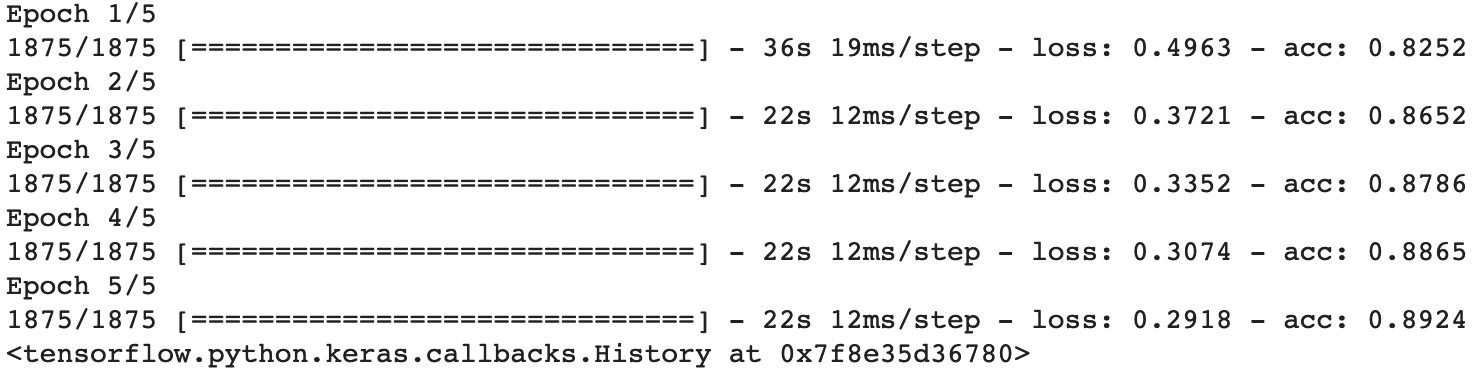 Epoch 1/5
1875/1875 [==============================] - 36s 19ms/step - loss: 0.4963 - acc: 0.8252
Epoch 2/5
1875/1875 [==============================] - 22s 12ms/step - loss: 0.3721 - acc: 0.8652
Epoch 3/5
1875/1875 [==============================] - 22s 12ms/step - loss: 0.3352 - acc: 0.8786
Epoch 4/5
1875/1875 [==============================] - 22s 12ms/step - loss: 0.3074 - acc: 0.8865
Epoch 5/5
1875/1875 [==============================] - 22s 12ms/step - loss: 0.2918 - acc: 0.8924
<tensorflow.python.keras.callbacks.History at 0x7f8e35d36780>